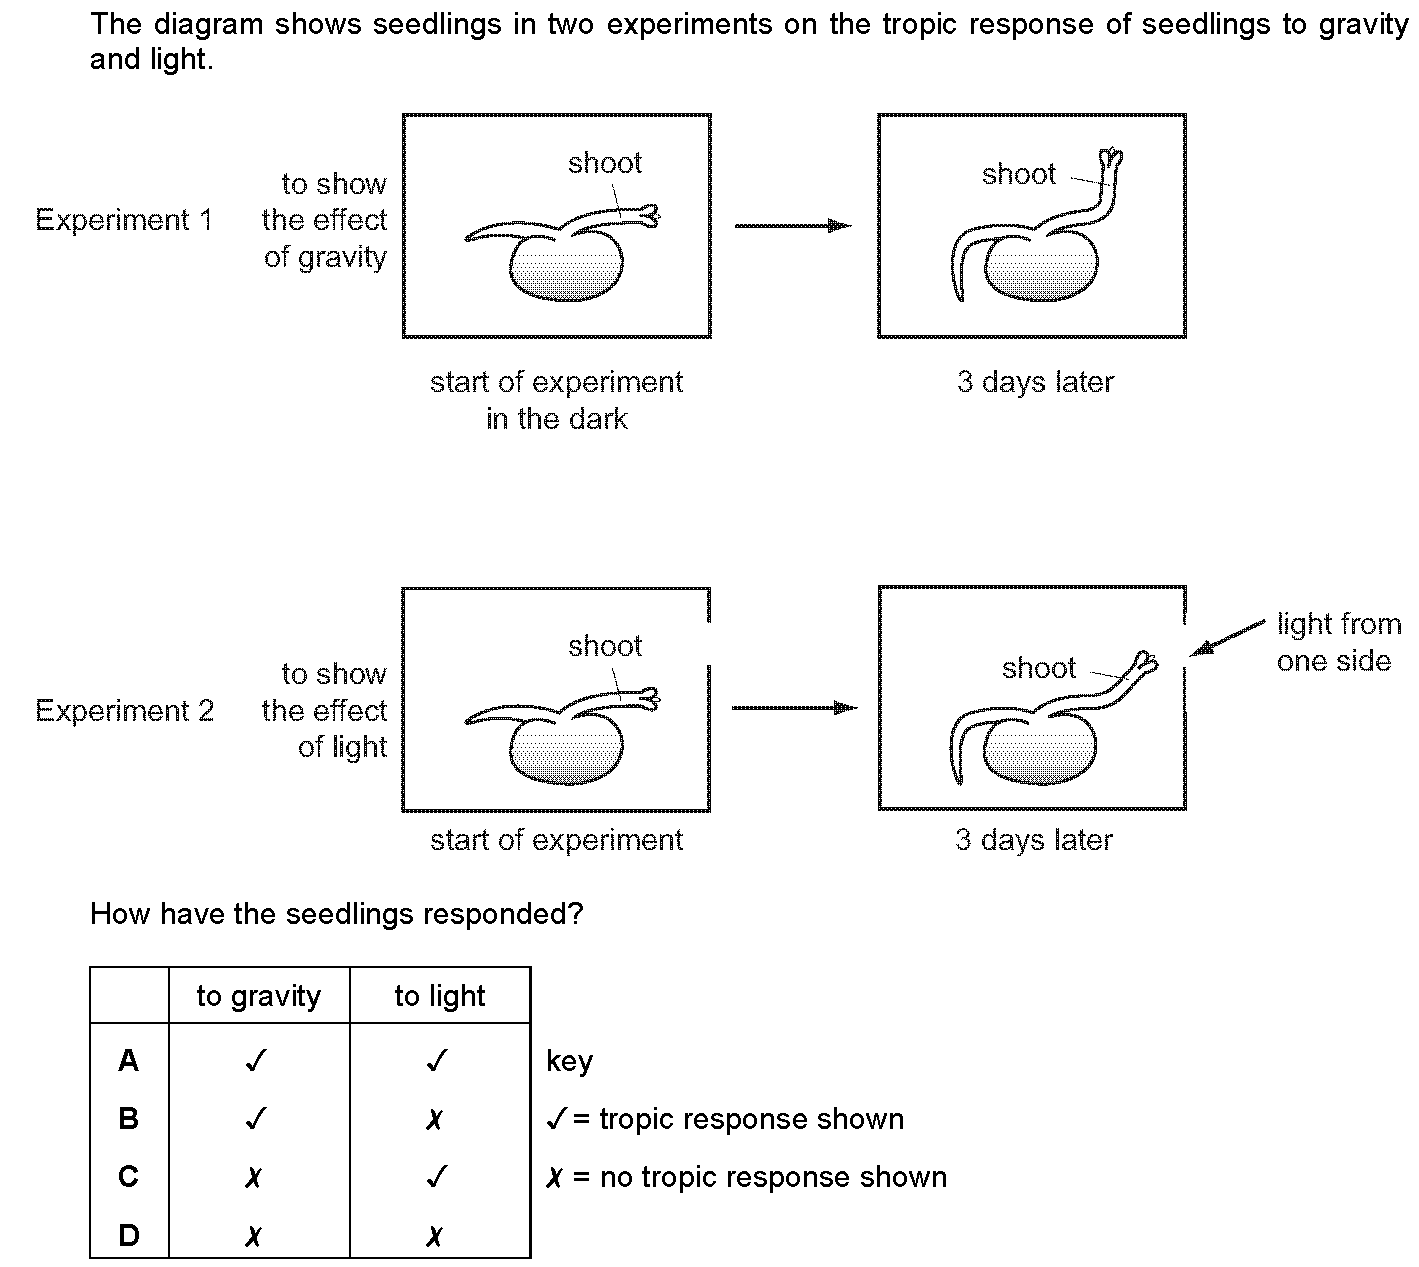 The diagram shows seedlings in two experiments on the tropic response of seedlings to gravity
and light.
Experiment 1
to show
the effect
of gravity
shoot
start of experiment
in the dark
shoot
3 days later
Experiment 2
to show
the effect
of light
shoot
start of experiment
shoot
3 days later
light from
one side
How have the seedlings responded?
to gravity to light
A ✓ ✓ key
B ✓ ✗ ✓ = tropic response shown
C ✗ ✓ ✗ = no tropic response shown
D ✗ ✗